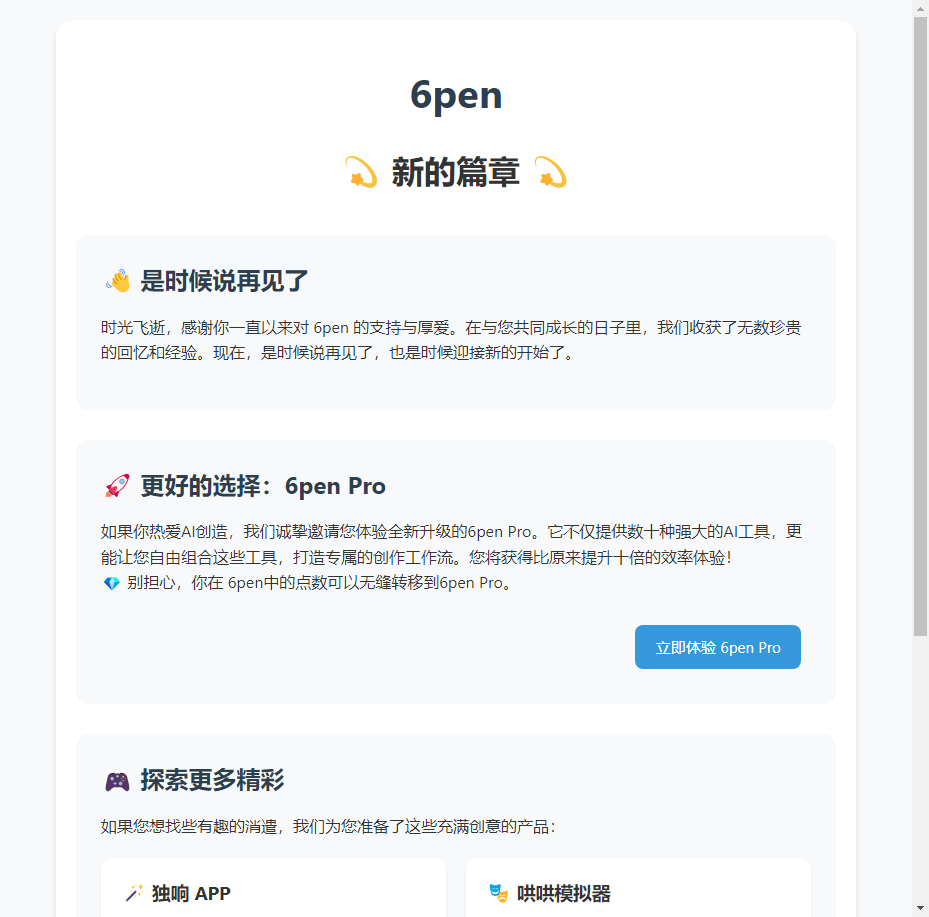 6pen
💫 新的篇章 💫
👋 是时候说再见了
时光飞逝，感谢你一直以来对 6pen 的支持与厚爱。在与您共同成长的日子里，我们收获了无数珍贵
的回忆和经验。现在，是时候说再见了，也是时候迎接新的开始了。
🚀 更好的选择：6pen Pro
如果你热爱AI创造，我们诚挚邀请您体验全新升级的6pen Pro。它不仅提供数十种强大的AI工具，更
能让您自由组合这些工具，打造专属的创作工作流。您将获得比原来提升十倍的效率体验！
💎 别担心，你在 6pen中的点数可以无缝转移到6pen Pro。
立即体验 6pen Pro
🎮 探索更多精彩
如果您想找些有趣的消遣，我们为您准备了这些充满创意的产品：
🪄 独响 APP
🎭 哄哄模拟器